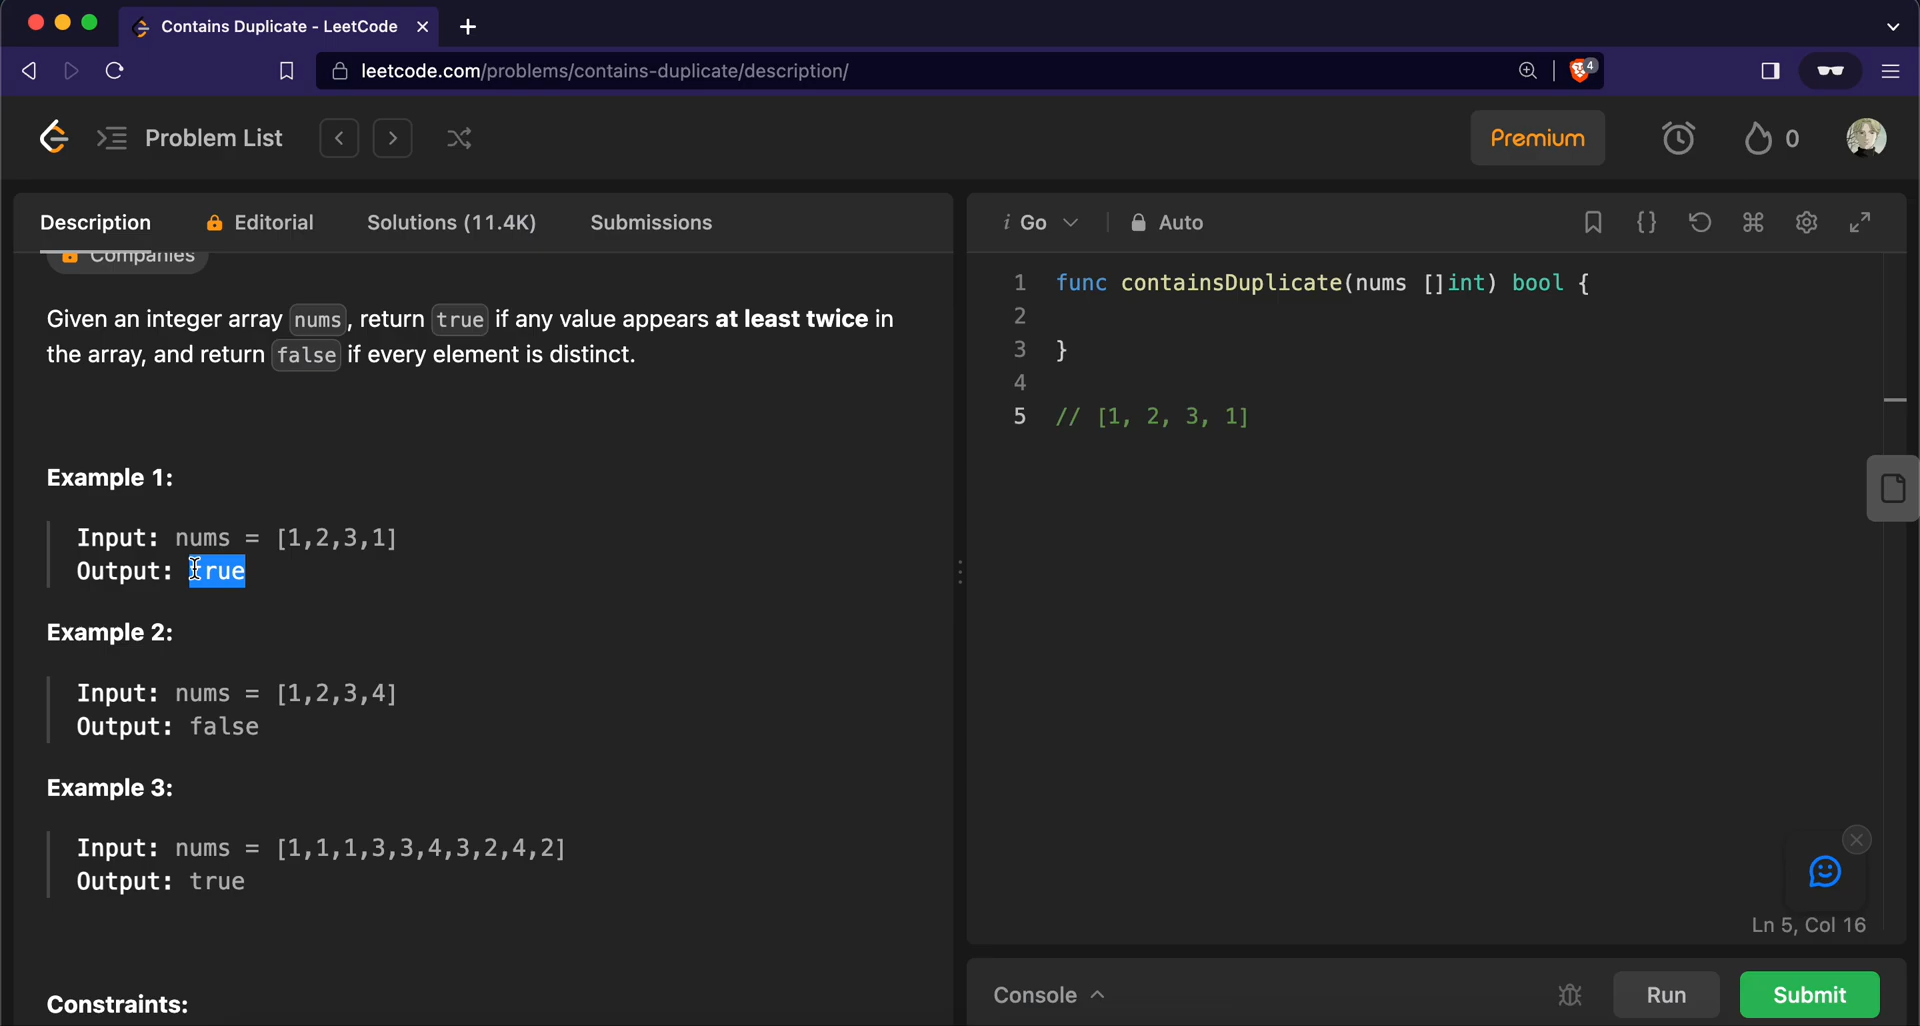 Contains Duplicate - LeetCode
leetcode.com/problems/contains-duplicate/description/
4
Problem List
Premium
0
Description
Editorial
Solutions (11.4K)
Submissions
Companies
Given an integer array nums, return true if any value appears at least twice in
the array, and return false if every element is distinct.
Example 1:
Input: nums = [1,2,3,1]
Output: true
Example 2:
Input: nums = [1,2,3,4]
Output: false
Example 3:
Input: nums = [1,1,1,3,3,4,3,2,4,2]
Output: true
Constraints:
i Go
Auto
{}
1 func containsDuplicate(nums []int) bool {
2
3 }
4
5 // [1, 2, 3, 1]
Ln 5, Col 16
Console
Run
Submit